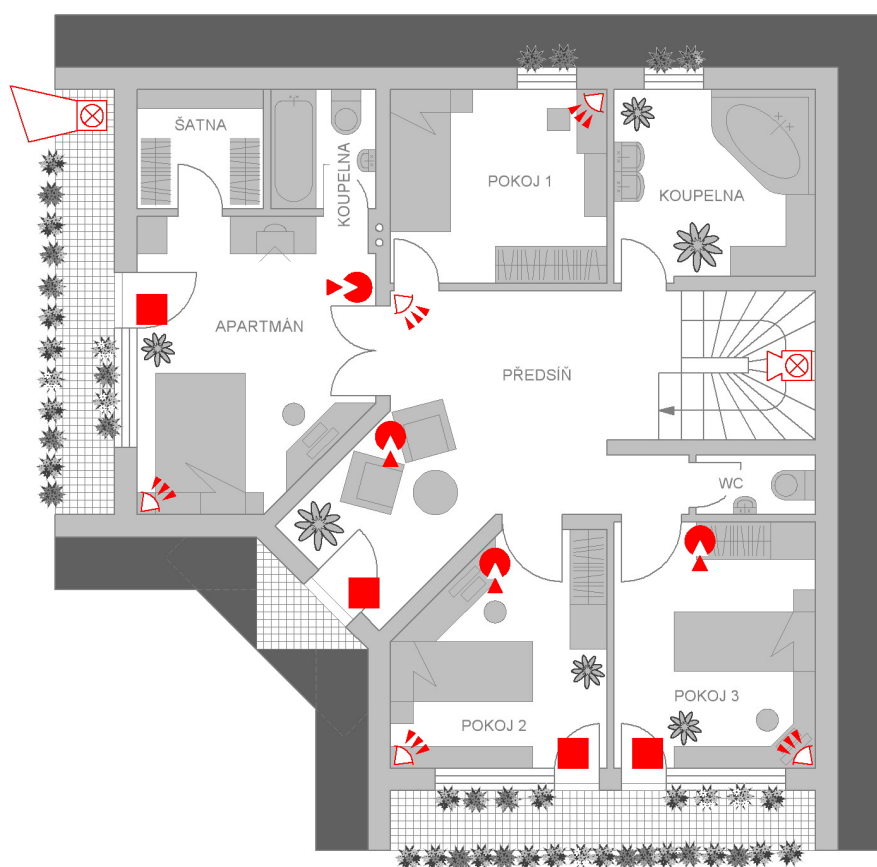 ŠATNA
KOUPELNA
POKOJ 1
KOUPELNA
APARTMÁN
PŘEDSÍŇ
WC
POKOJ 2
POKOJ 3